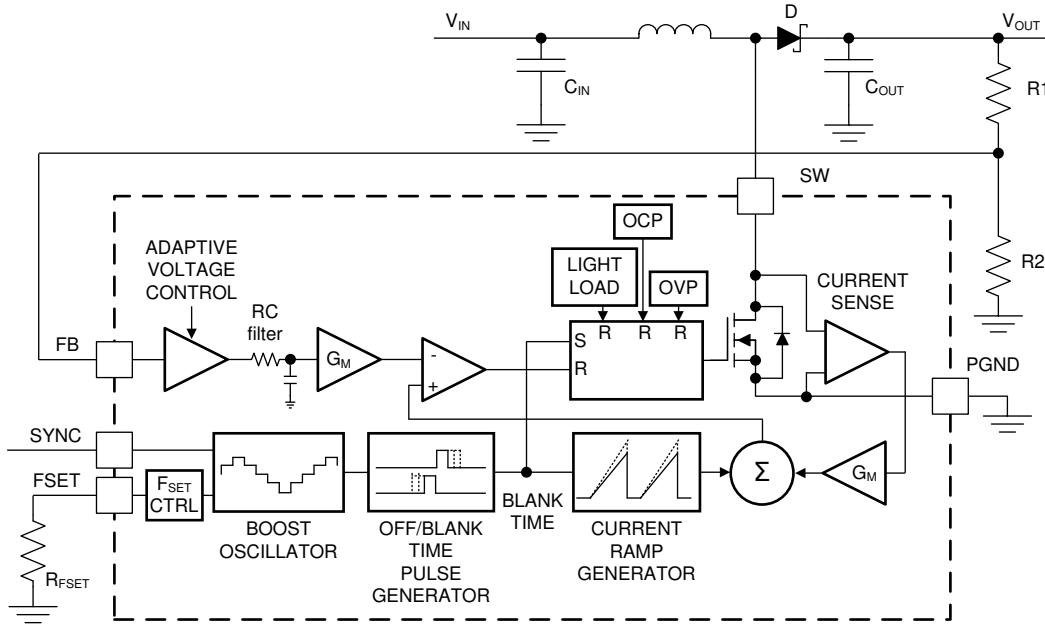 VIN
D
VOUT
CIN
COUT
R1
SW
OCP
ADAPTIVE
VOLTAGE
CONTROL
LIGHT
LOAD
OVP
CURRENT
SENSE
R2
RC
filter
R R R
S
FB
GM
-
+
R
PGND
SYNC
FSET
FSET
CTRL
Σ
GM
BLANK
TIME
BOOST
OSCILLATOR
OFF/BLANK
TIME
PULSE
GENERATOR
CURRENT
RAMP
GENERATOR
RFSET